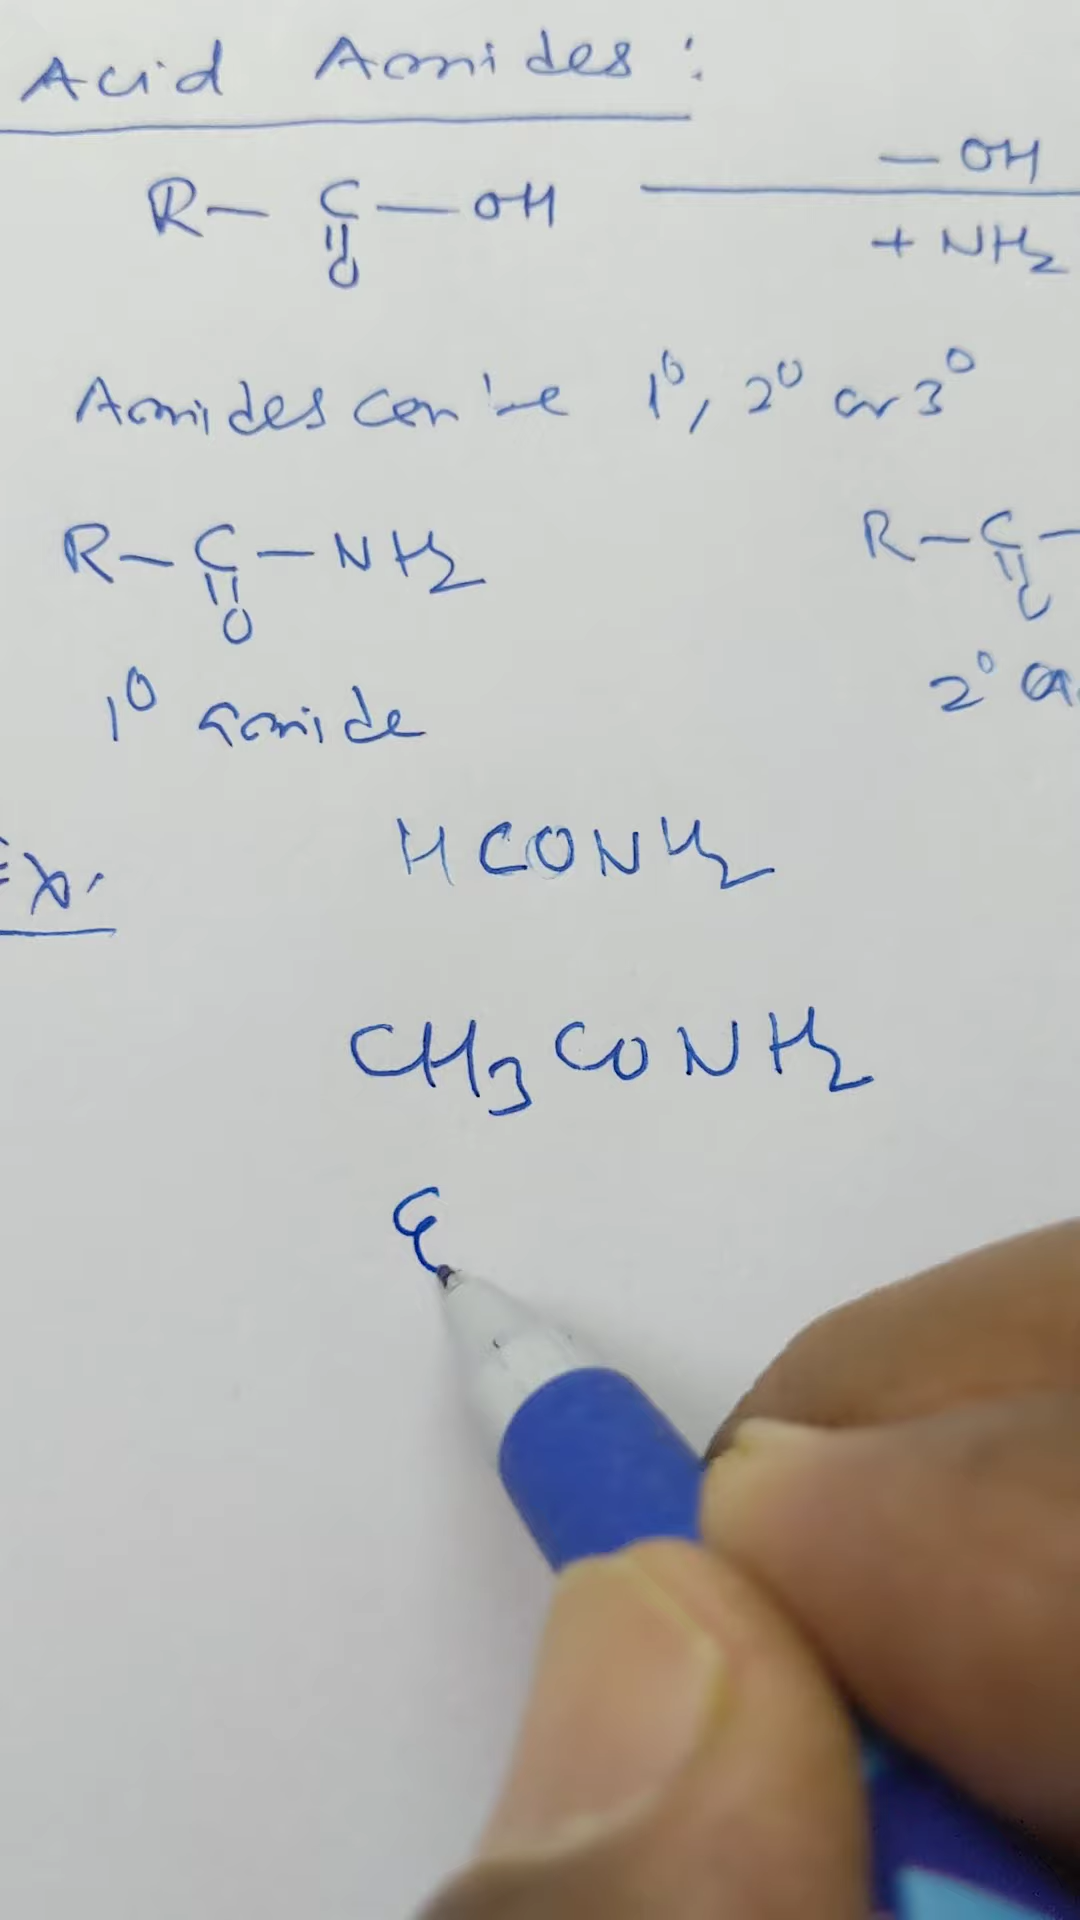 Acid Amides :
R — C — OH — OH
|| + NH2
O
Amides can be 1°, 2° or 3°
R — C — NH2 R — C —
|| ||
O O
1° amide 2° a
Ex. HCONH2
CH3CONH2
C